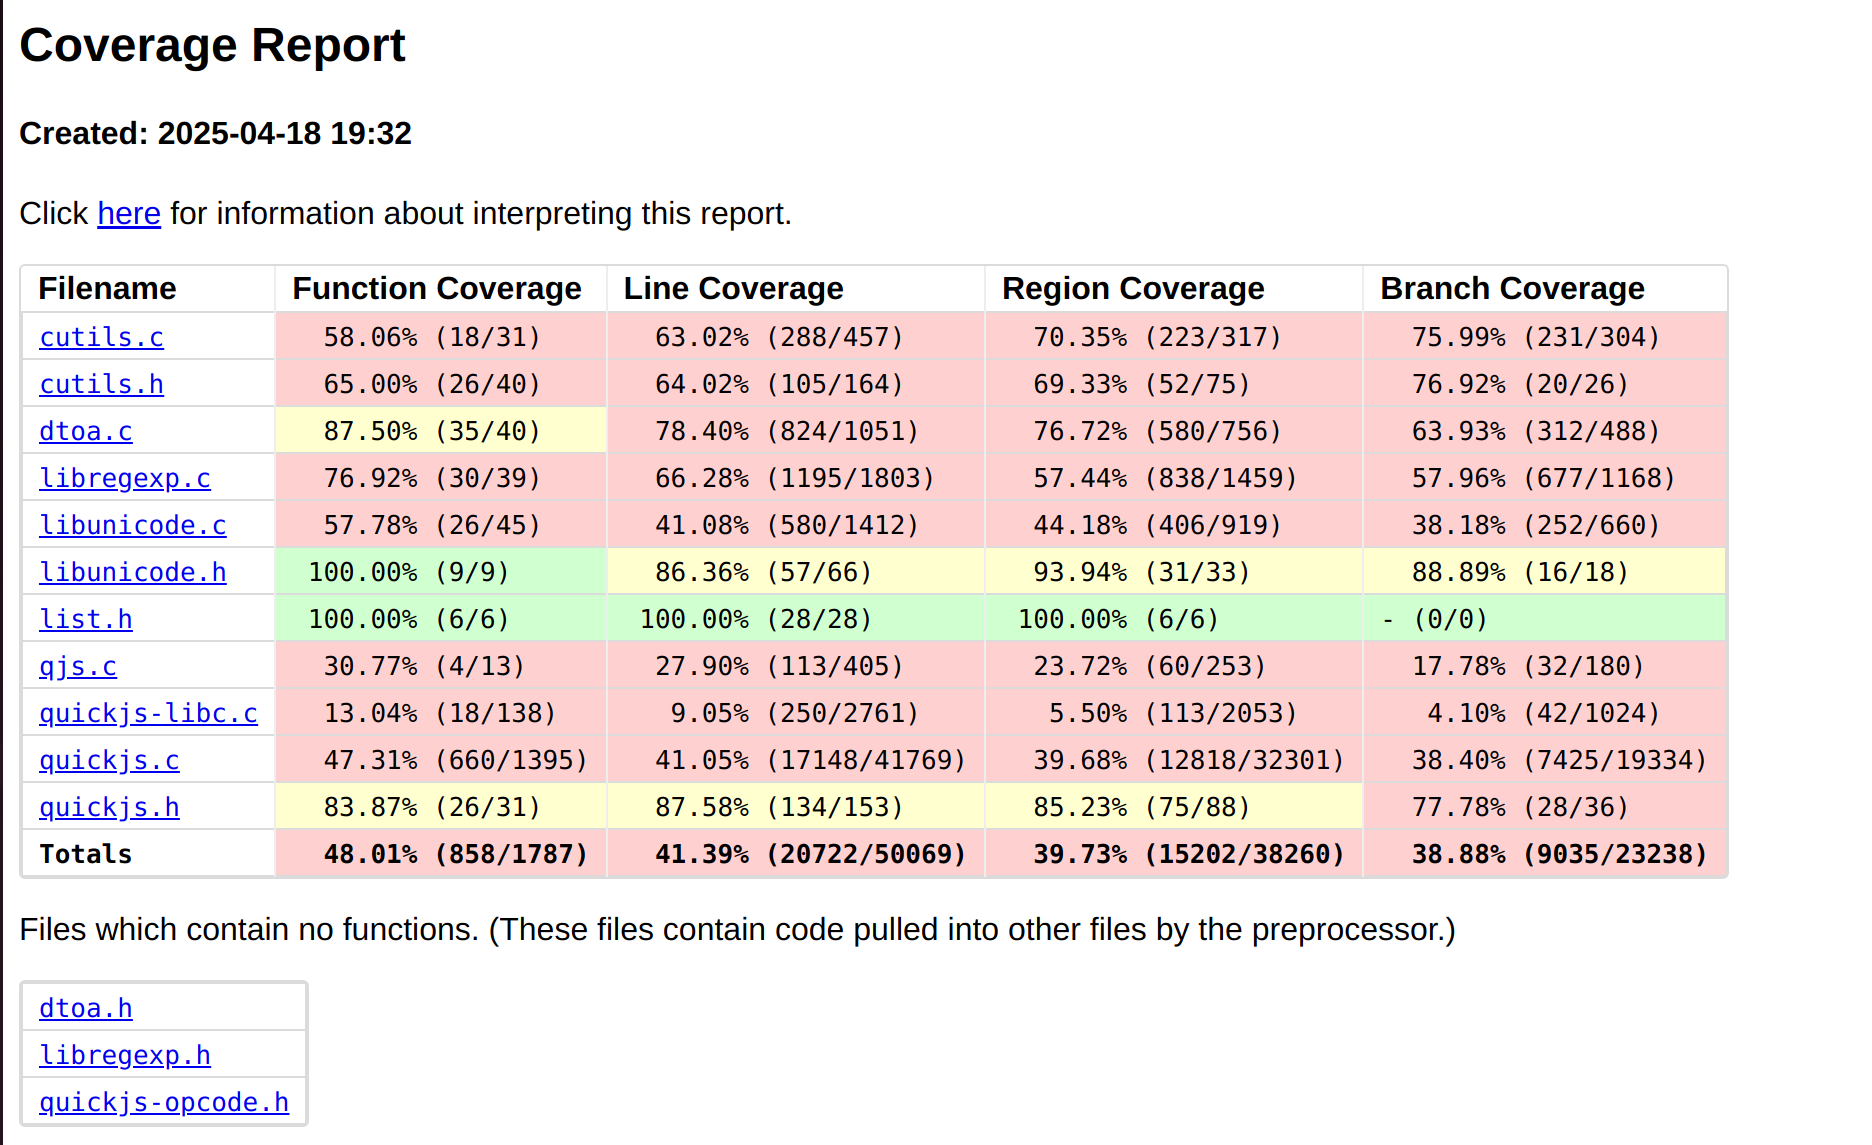 Coverage Report
Created: 2025-04-18 19:32
Click here for information about interpreting this report.
Filename Function Coverage Line Coverage Region Coverage Branch Coverage
cutils.c 58.06% (18/31) 63.02% (288/457) 70.35% (223/317) 75.99% (231/304)
cutils.h 65.00% (26/40) 64.02% (105/164) 69.33% (52/75) 76.92% (20/26)
dtoa.c 87.50% (35/40) 78.40% (824/1051) 76.72% (580/756) 63.93% (312/488)
libregexp.c 76.92% (30/39) 66.28% (1195/1803) 57.44% (838/1459) 57.96% (677/1168)
libunicode.c 57.78% (26/45) 41.08% (580/1412) 44.18% (406/919) 38.18% (252/660)
libunicode.h 100.00% (9/9) 86.36% (57/66) 93.94% (31/33) 88.89% (16/18)
list.h 100.00% (6/6) 100.00% (28/28) 100.00% (6/6) - (0/0)
qjs.c 30.77% (4/13) 27.90% (113/405) 23.72% (60/253) 17.78% (32/180)
quickjs-libc.c 13.04% (18/138) 9.05% (250/2761) 5.50% (113/2053) 4.10% (42/1024)
quickjs.c 47.31% (660/1395) 41.05% (17148/41769) 39.68% (12818/32301) 38.40% (7425/19334)
quickjs.h 83.87% (26/31) 87.58% (134/153) 85.23% (75/88) 77.78% (28/36)
Totals 48.01% (858/1787) 41.39% (20722/50069) 39.73% (15202/38260) 38.88% (9035/23238)
Files which contain no functions. (These files contain code pulled into other files by the preprocessor.)
dtoa.h
libregexp.h
quickjs-opcode.h